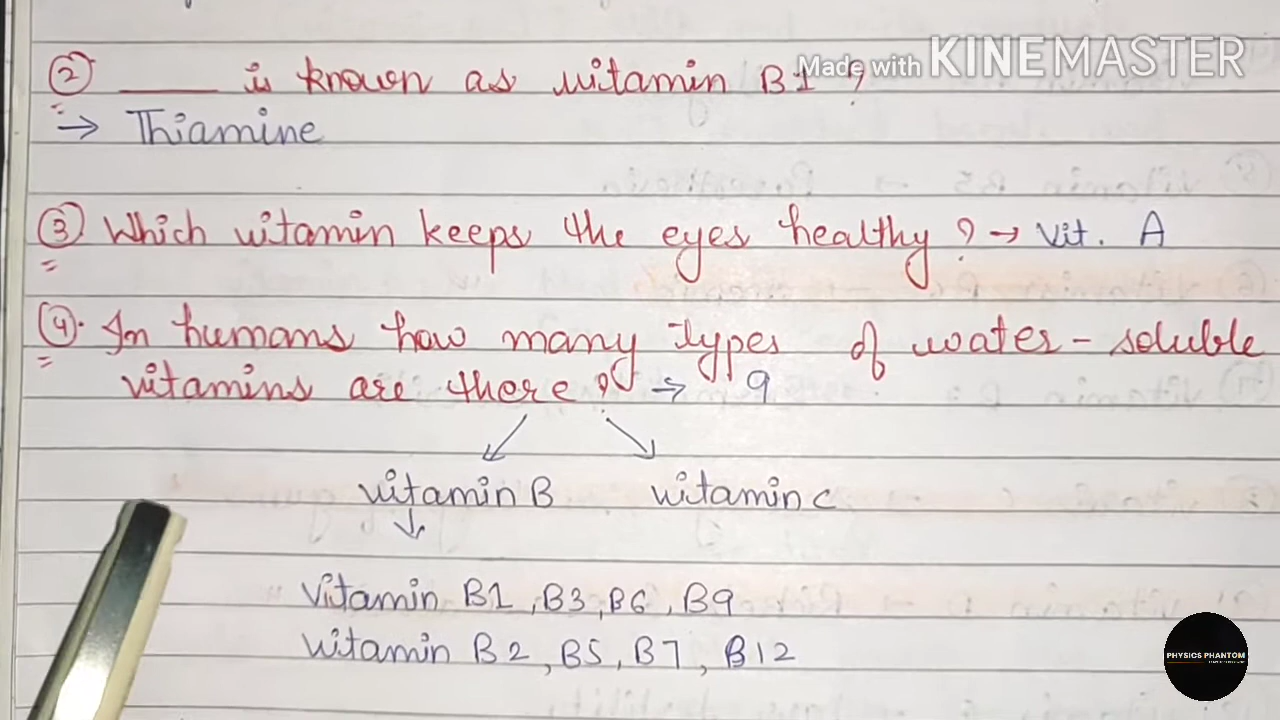 Made with KINEMASTER
② ____ is known as vitamin B1 ?
→ Thiamine
③ Which vitamin keeps the eyes healthy ? → Vit. A
④. In humans how many types of water-soluble
vitamins are there ? → 9
vitamin B vitamin C
Vitamin B1, B3, B6, B9
Vitamin B2, B5, B7, B12
PHYSICS PHANTOM